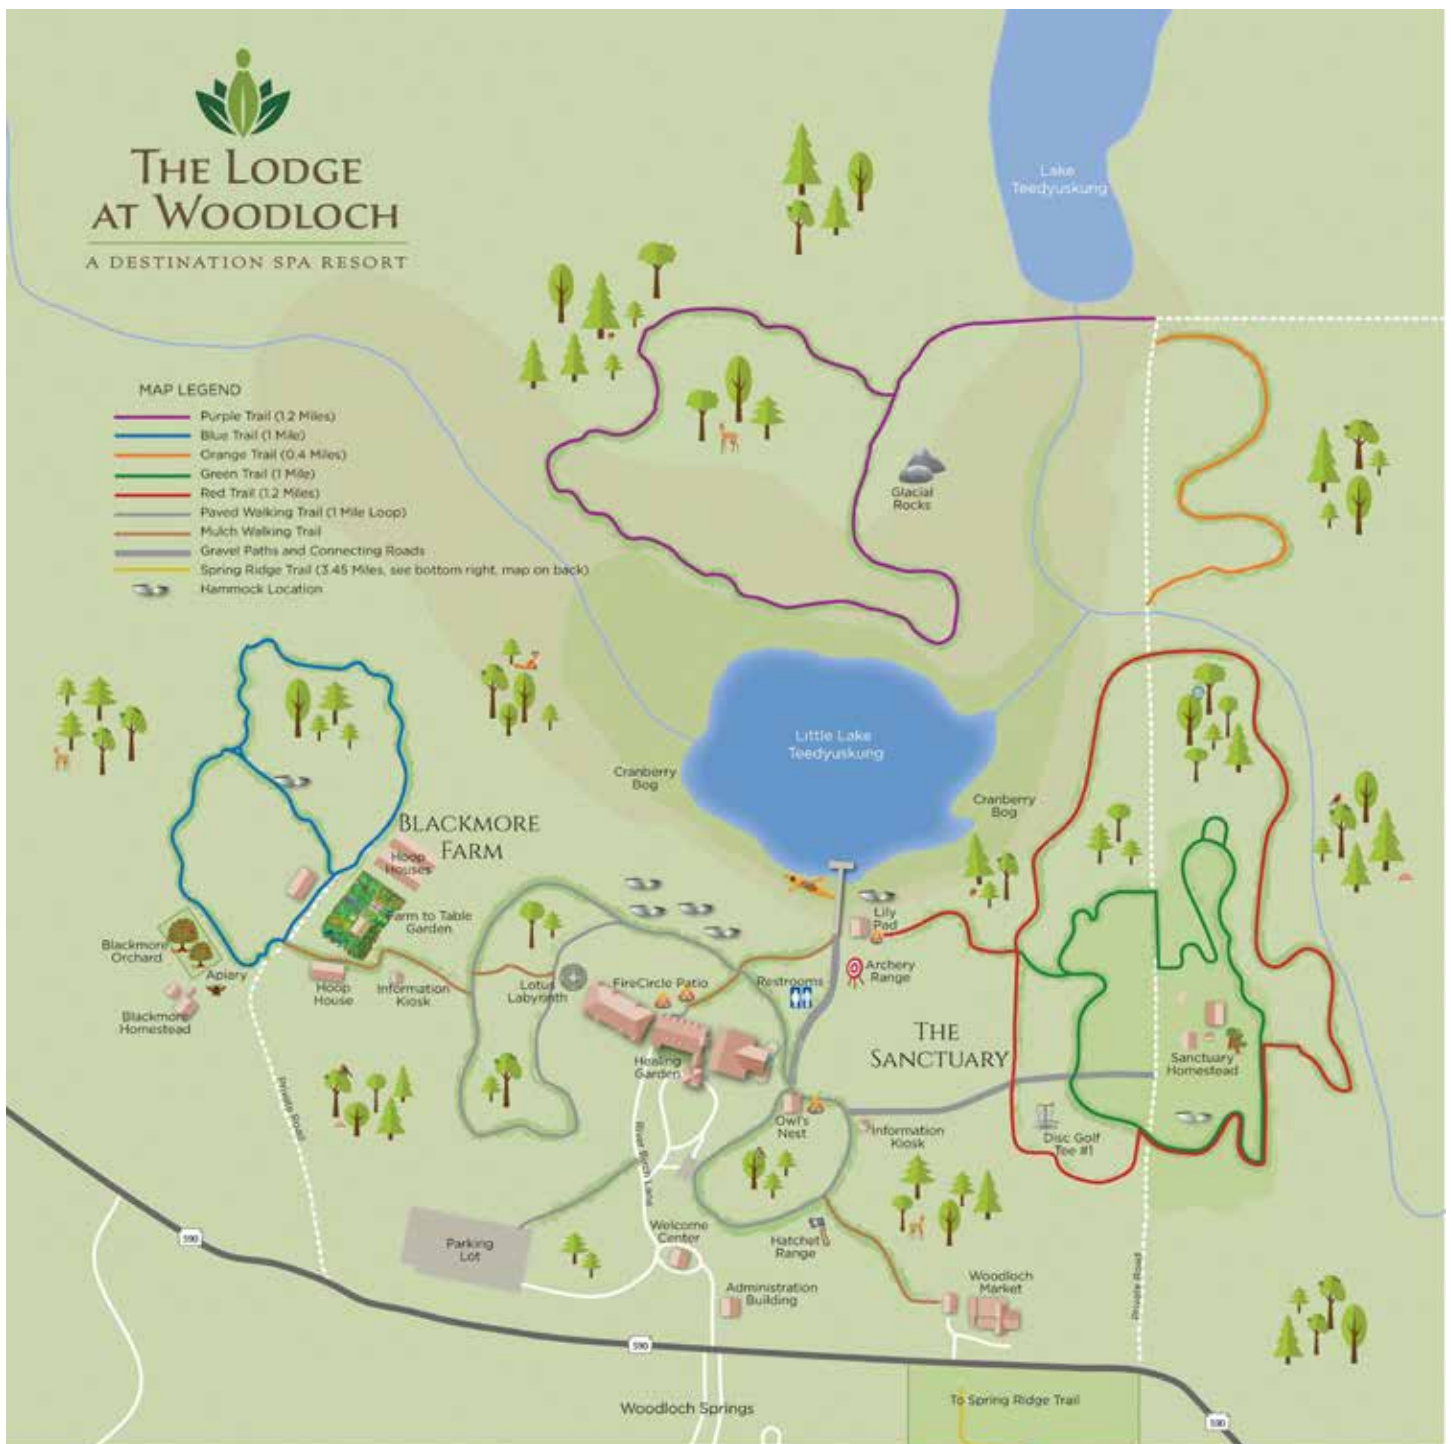 THE LODGE
AT WOODLOCH
A DESTINATION SPA RESORT
Lake
Teedyuskung
MAP LEGEND
Purple Trail (1.2 Miles)
Blue Trail (1 Mile)
Orange Trail (0.4 Miles)
Green Trail (1 Mile)
Red Trail (1.2 Miles)
Paved Walking Trail (1 Mile Loop)
Mulch Walking Trail
Gravel Paths and Connecting Roads
Spring Ridge Trail (3.45 Miles, see bottom right, map on back)
Hammock Location
Glacial
Rocks
Little Lake
Teedyuskung
Cranberry
Bog
Cranberry
Bog
BLACKMORE
FARM
Hoop
Houses
Farm to Table
Garden
Blackmore
Orchard
Apiary
Blackmore
Homestead
Hoop
House
Information
Kiosk
Lotus
Labyrinth
FireCircle Patio
Restrooms
Lily
Pad
Archery
Range
THE
SANCTUARY
Healing
Garden
Sanctuary
Homestead
Owl's
Nest
Information
Kiosk
Disc Golf
Tee #1
Private Road
River Birch Lane
Parking
Lot
Welcome
Center
Hatchet
Range
Administration
Building
Woodloch
Market
Private Road
590
590
590
Woodloch Springs
To Spring Ridge Trail